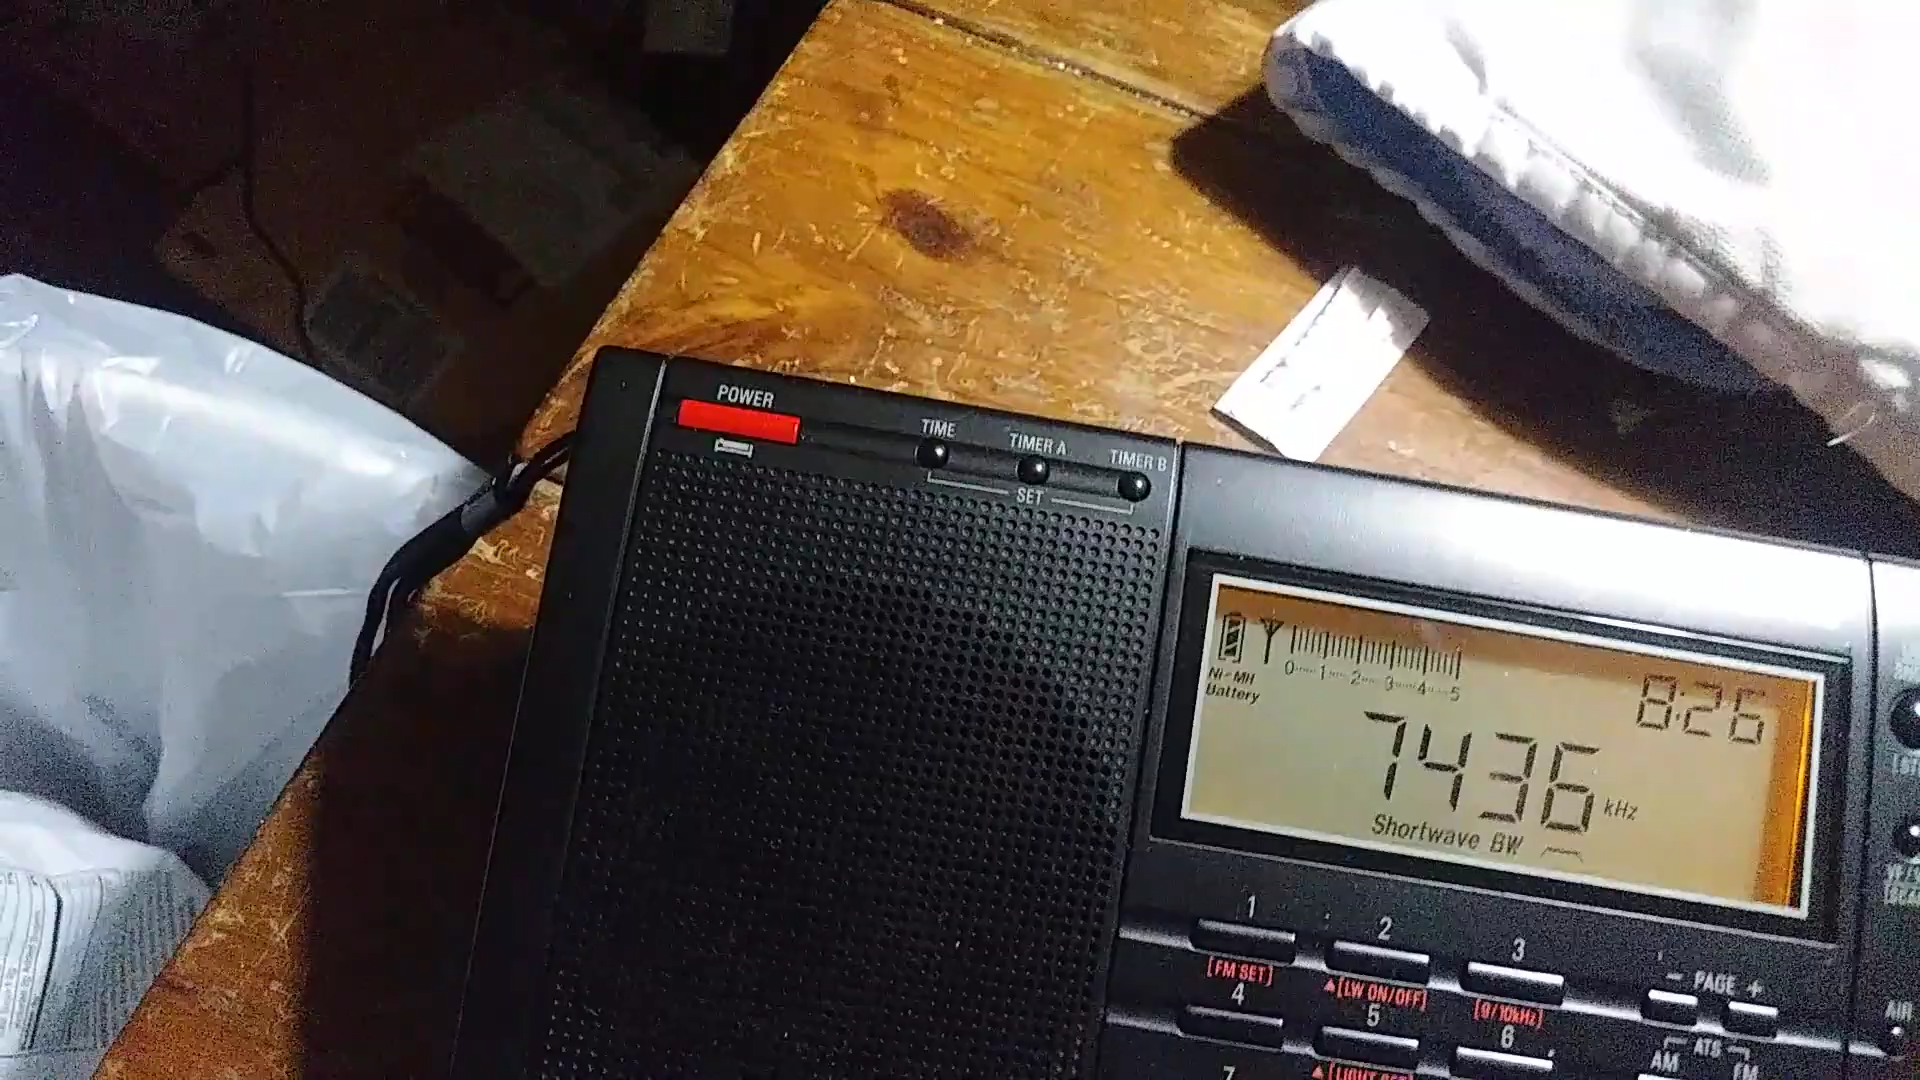 POWER
TIME
TIMER A
TIMER B
SET
Ni-MH
Battery
0 1 2 3 4 5
8:26
7436 kHz
Shortwave BW
1
2
3
[FM SET]
[LW ON/OFF]
[9/10kHz]
- PAGE +
4
5
6
AIR
ATS
AM
FM
7